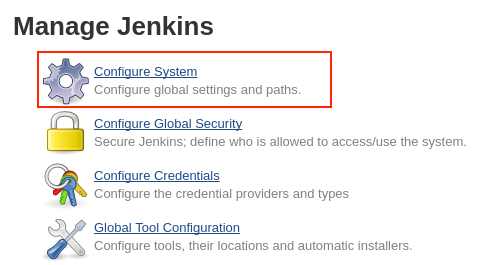 Manage Jenkins
Configure System
Configure global settings and paths.
Configure Global Security
Secure Jenkins; define who is allowed to access/use the system.
Configure Credentials
Configure the credential providers and types
Global Tool Configuration
Configure tools, their locations and automatic installers.